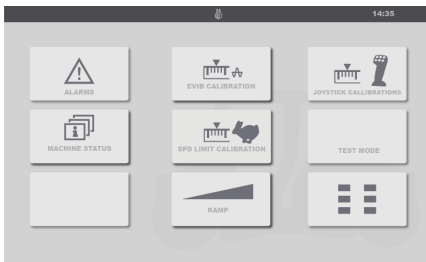 14:35
ALARMS
EVIB CALIBRATION
JOYSTICK CALLIBRATIONS
MACHINE STATUS
SPD LIMIT CALIBRATION
TEST MODE
RAMP